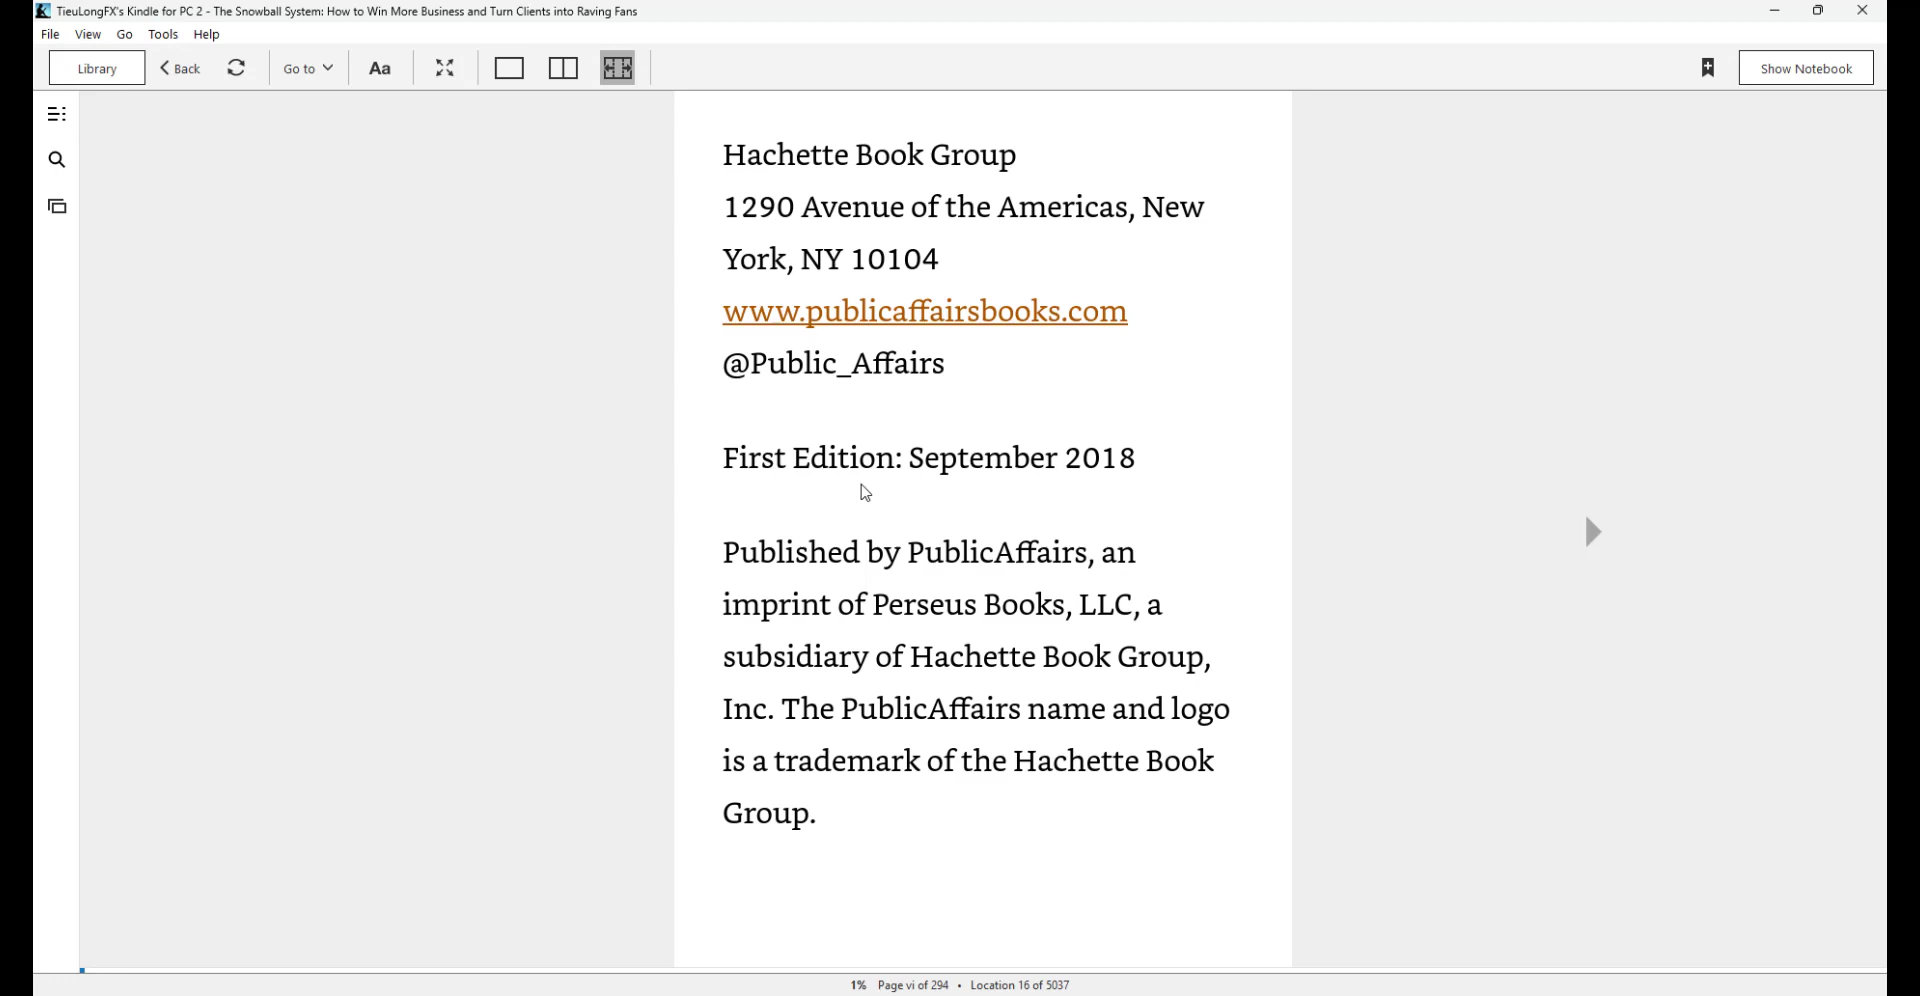 TieuLongFX's Kindle for PC 2 - The Snowball System: How to Win More Business and Turn Clients into Raving Fans
File View Go Tools Help
Library Back Go to Aa Show Notebook
Hachette Book Group
1290 Avenue of the Americas, New
York, NY 10104
www.publicaffairsbooks.com
@Public_Affairs
First Edition: September 2018
Published by PublicAffairs, an
imprint of Perseus Books, LLC, a
subsidiary of Hachette Book Group,
Inc. The PublicAffairs name and logo
is a trademark of the Hachette Book
Group.
1% Page vi of 294 • Location 16 of 5037